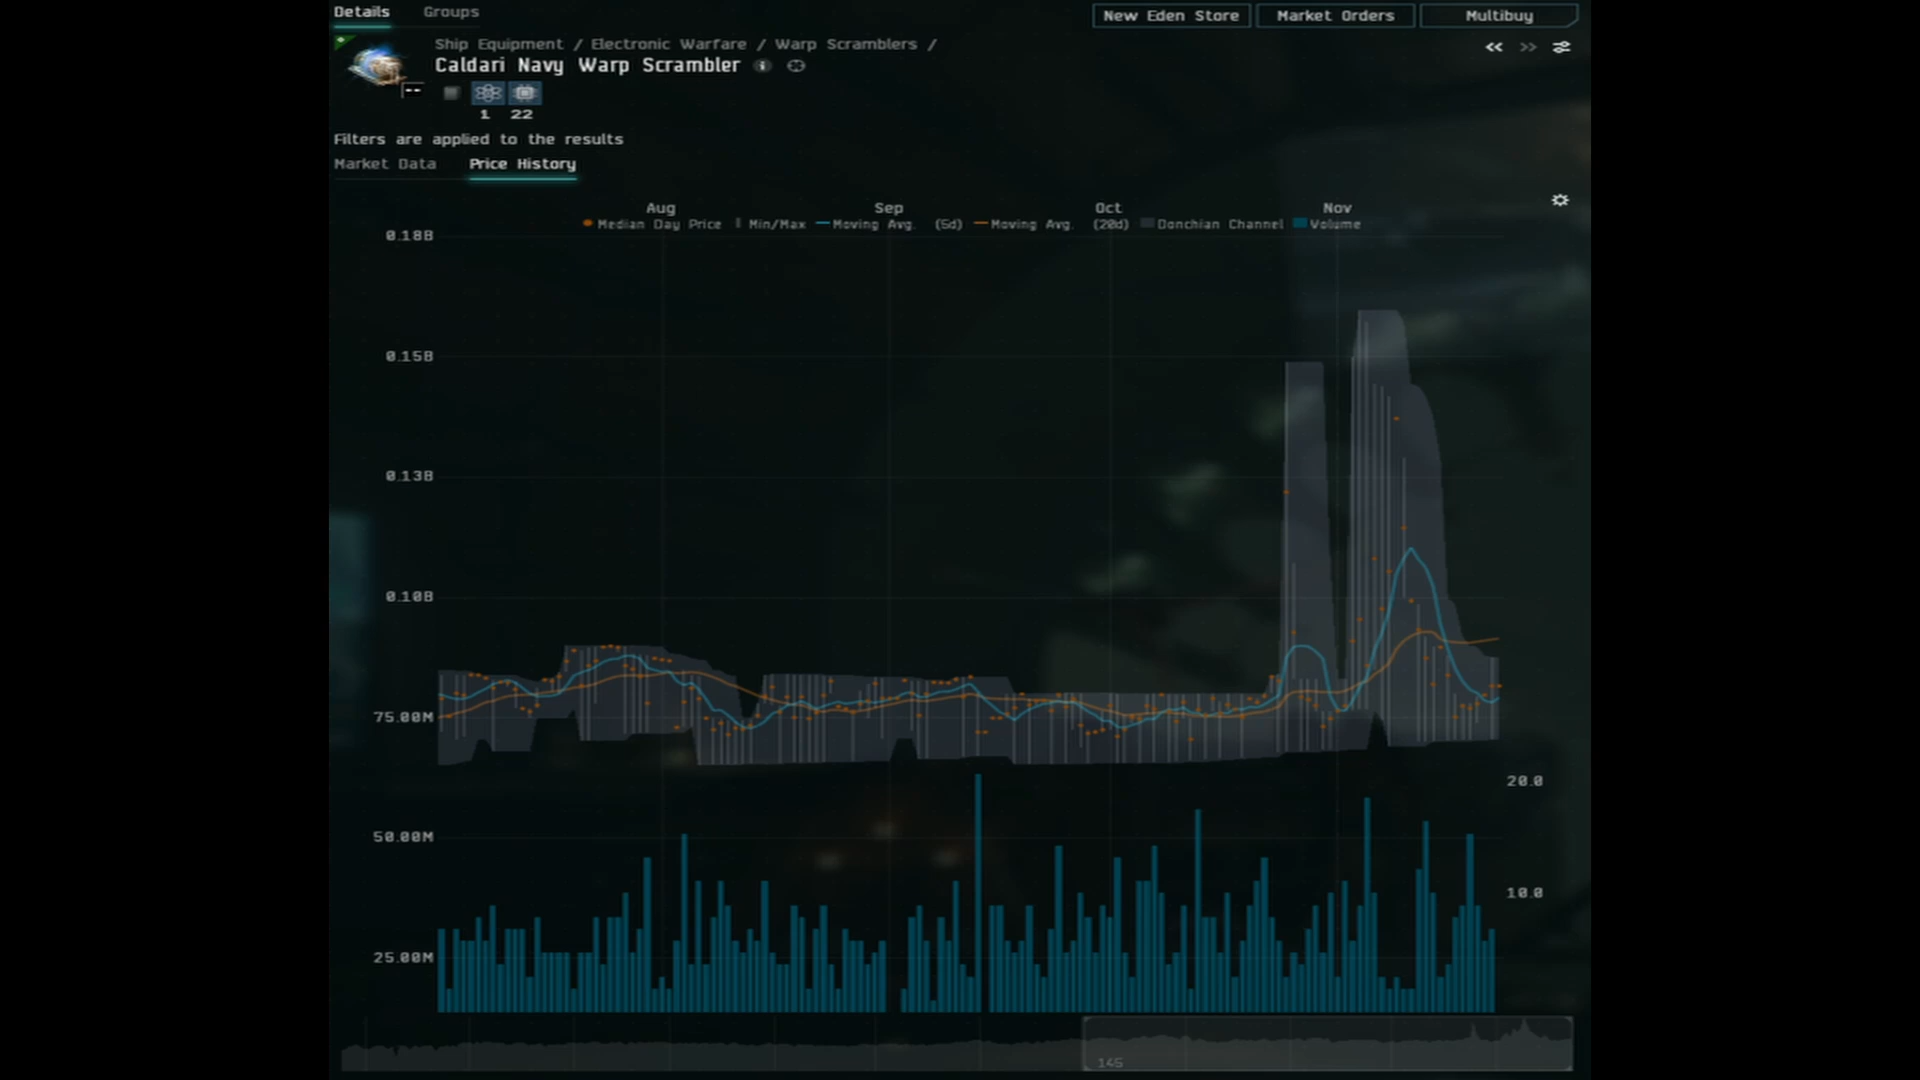 Details Groups
New Eden Store Market Orders Multibuy
Ship Equipment / Electronic Warfare / Warp Scramblers /
Caldari Navy Warp Scrambler
1 22
Filters are applied to the results
Market Data Price History
Aug Sep Oct Nov
Median Day Price Min/Max Moving Avg. (5d) Moving Avg. (20d) Donchian Channel Volume
0.18B
0.15B
0.13B
0.10B
75.00M
20.0
50.00M
10.0
25.00M
145